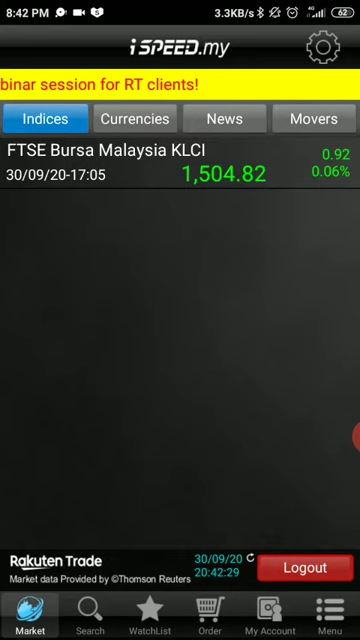 8:42 PM 3.3KB/s 4G 62
iSPEED.my
binar session for RT clients!
Indices Currencies News Movers
FTSE Bursa Malaysia KLCI 0.92
30/09/20-17:05 1,504.82 0.06%
Rakuten Trade 30/09/20
Market data Provided by ©Thomson Reuters 20:42:29
Logout
Market Search WatchList Order My Account Menu